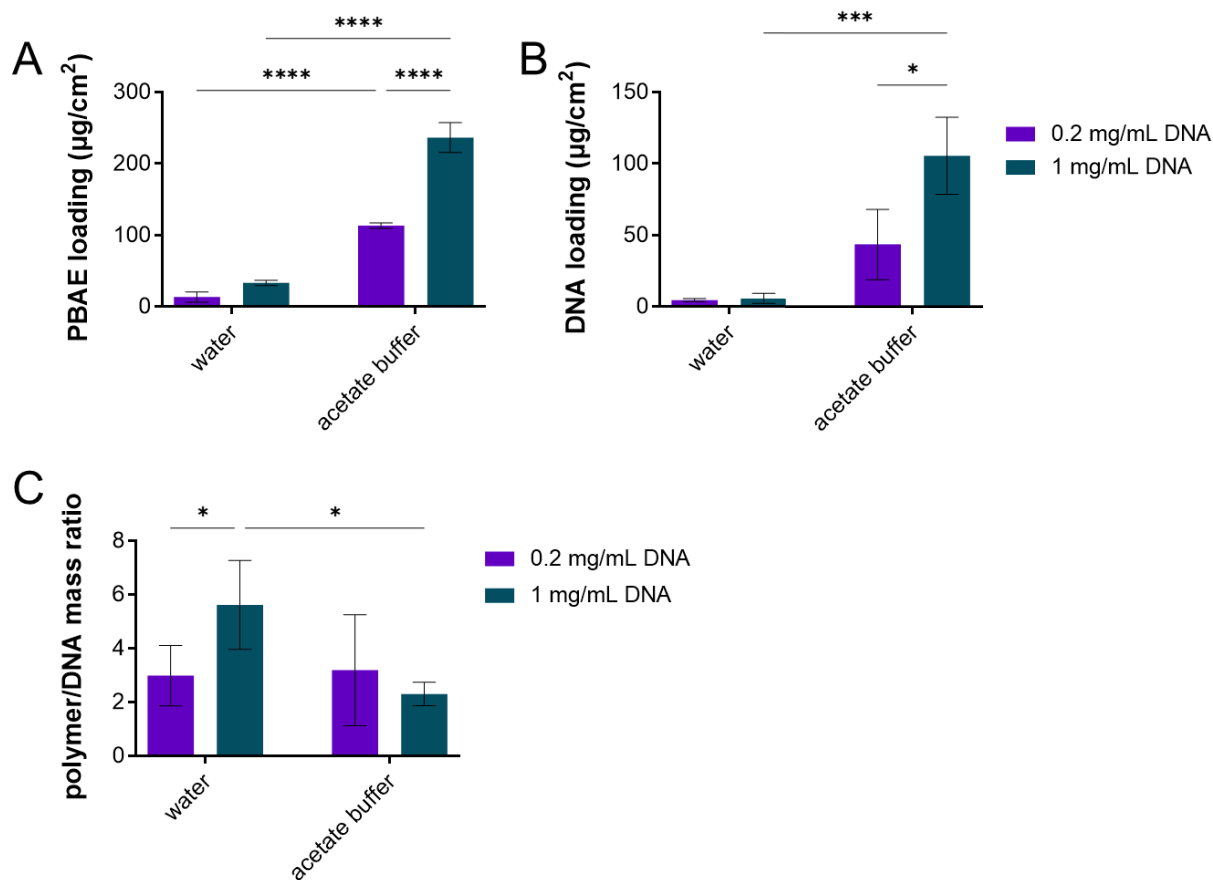 A
PBAE loading (µg/cm²)
300
200
100
0
****
****
****
water
acetate buffer
B
DNA loading (µg/cm²)
150
100
50
0
***
*
water
acetate buffer
0.2 mg/mL DNA
1 mg/mL DNA
C
polymer/DNA mass ratio
8
6
4
2
0
*
*
water
acetate buffer
0.2 mg/mL DNA
1 mg/mL DNA